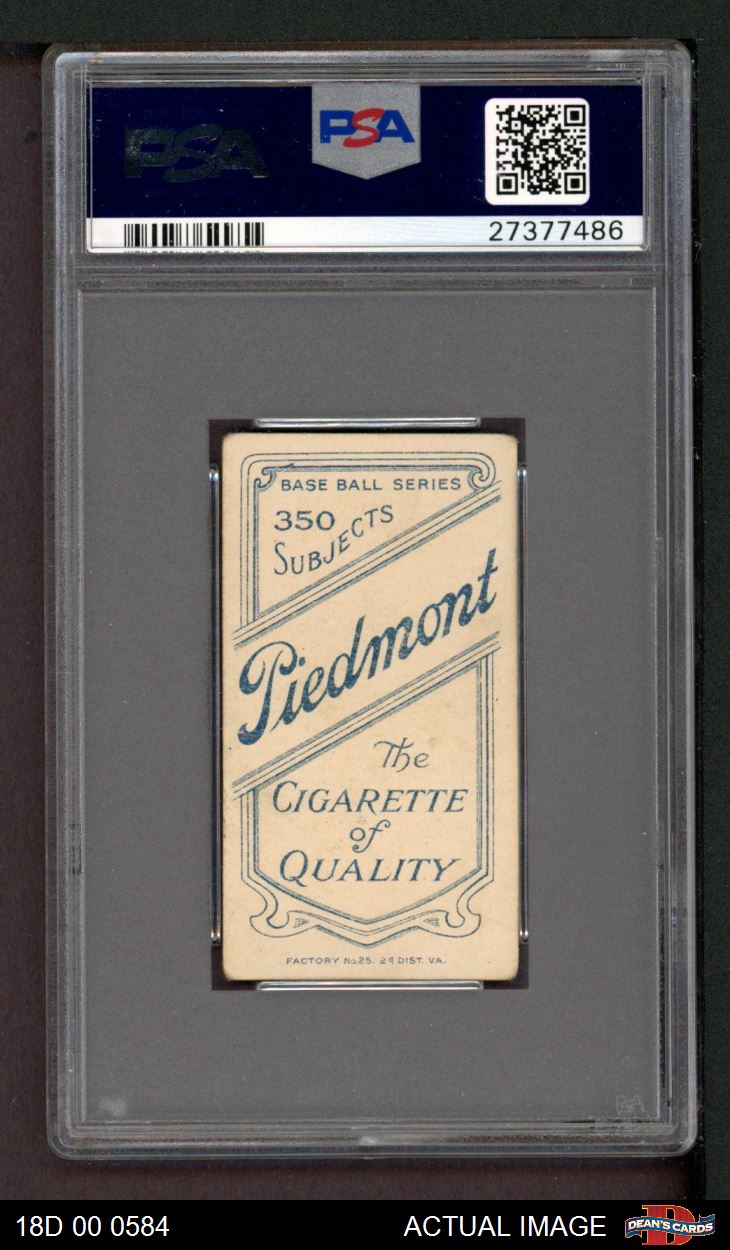 PSA
PSA
27377486
BASE BALL SERIES
350
SUBJECTS
Piedmont
The
CIGARETTE
of
QUALITY
FACTORY No.25. 2d DIST. VA.
PSA
18D 00 0584 ACTUAL IMAGE DEAN'S CARDS